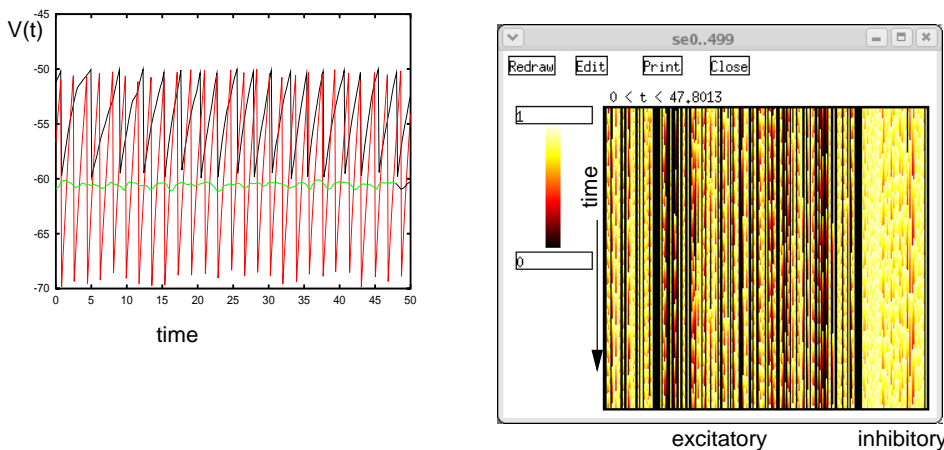 V(t)
-45
-50
-55
-60
-65
-70
0 5 10 15 20 25 30 35 40 45 50
time
se0..499
Redraw Edit Print Close
0 < t < 47.8013
1
0
time
excitatory inhibitory